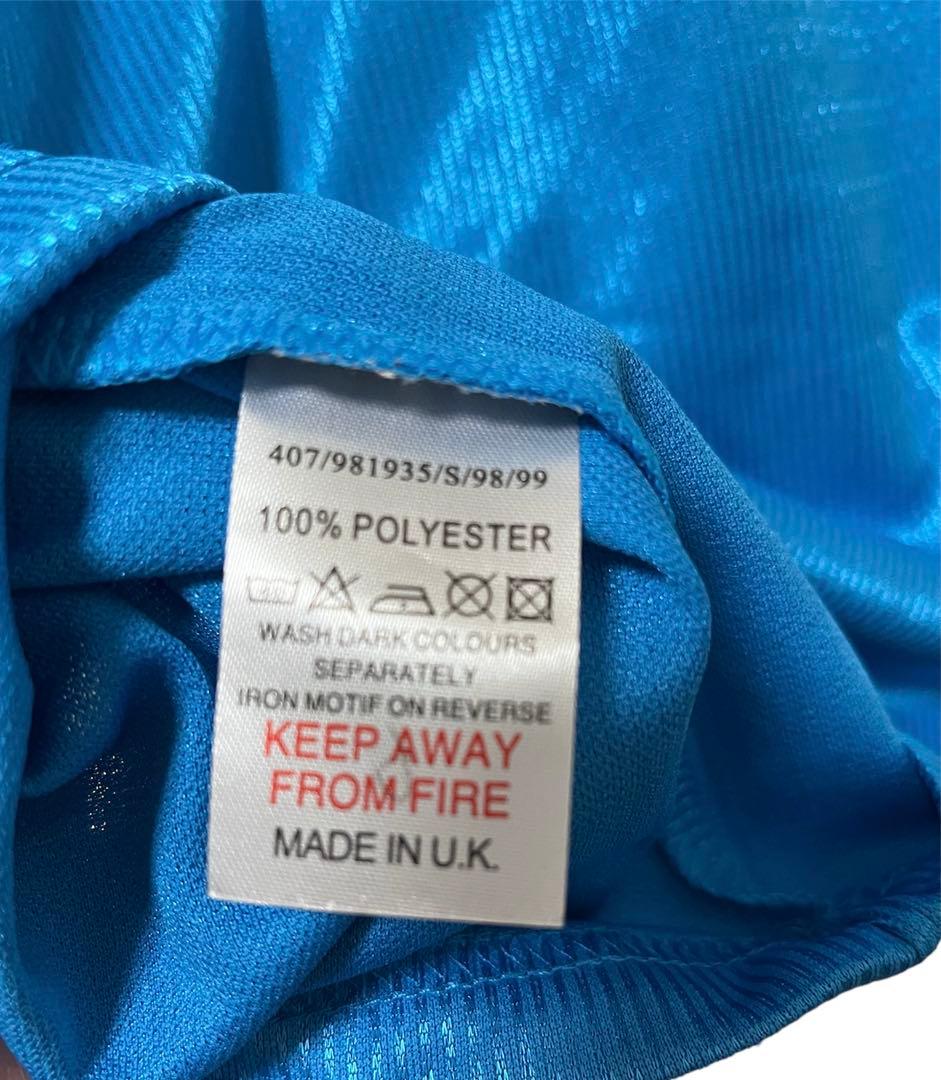 407/981935/S/98/99
100% POLYESTER
WASH DARK COLOURS
SEPARATELY
IRON MOTIF ON REVERSE
KEEP AWAY
FROM FIRE
MADE IN U.K.